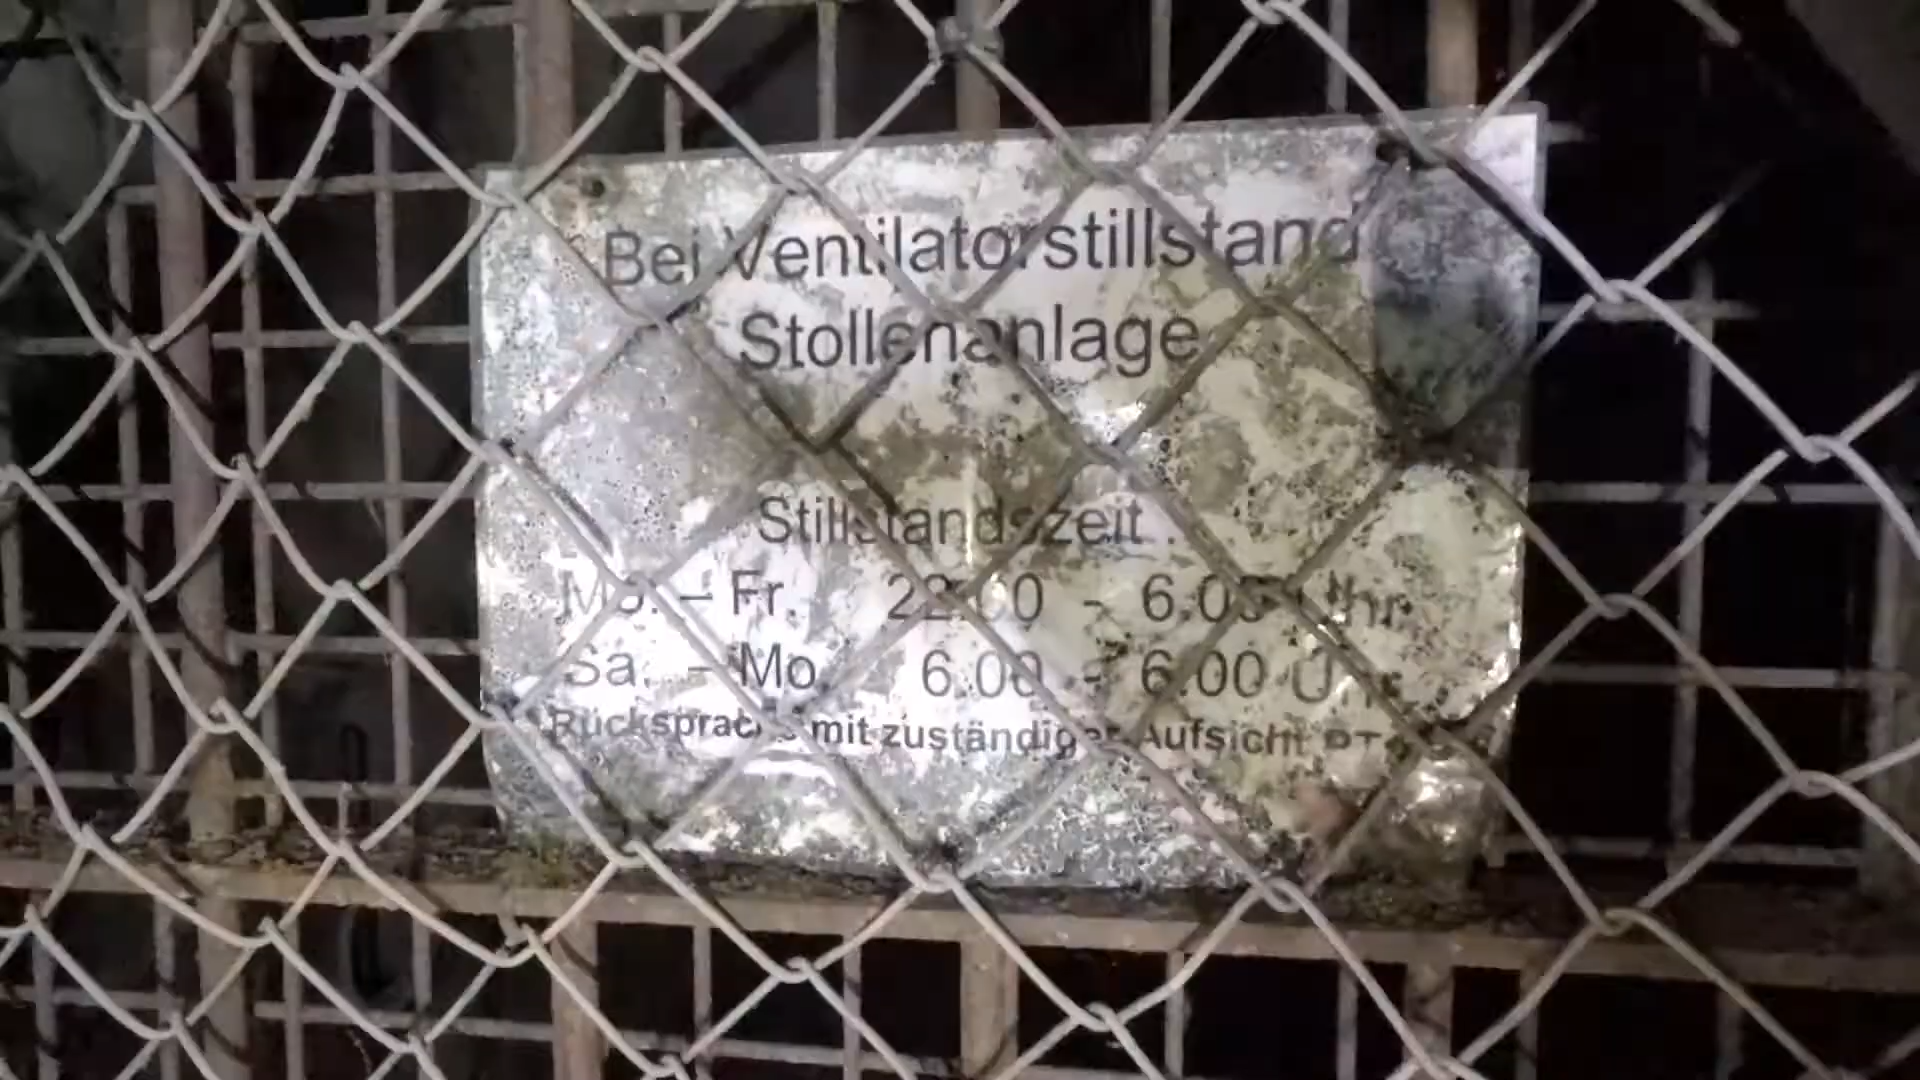 Bei Ventilatorstillstand
Stollenanlage
Stillstandszeit :
Mo. – Fr. 22.00 - 6.00 Uhr
Sa. – Mo. 6.00 - 6.00 Uhr
Rücksprache mit zuständiger Aufsicht